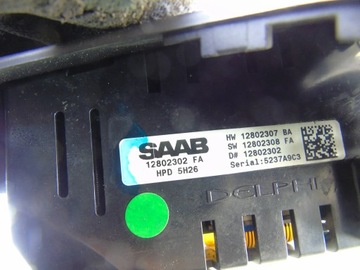 SAAB
12802302 FA
HPD 5H26
HW 12802307 BA
SW 12802308 FA
D# 12802302
Serial:5237A9C3
DELPHI